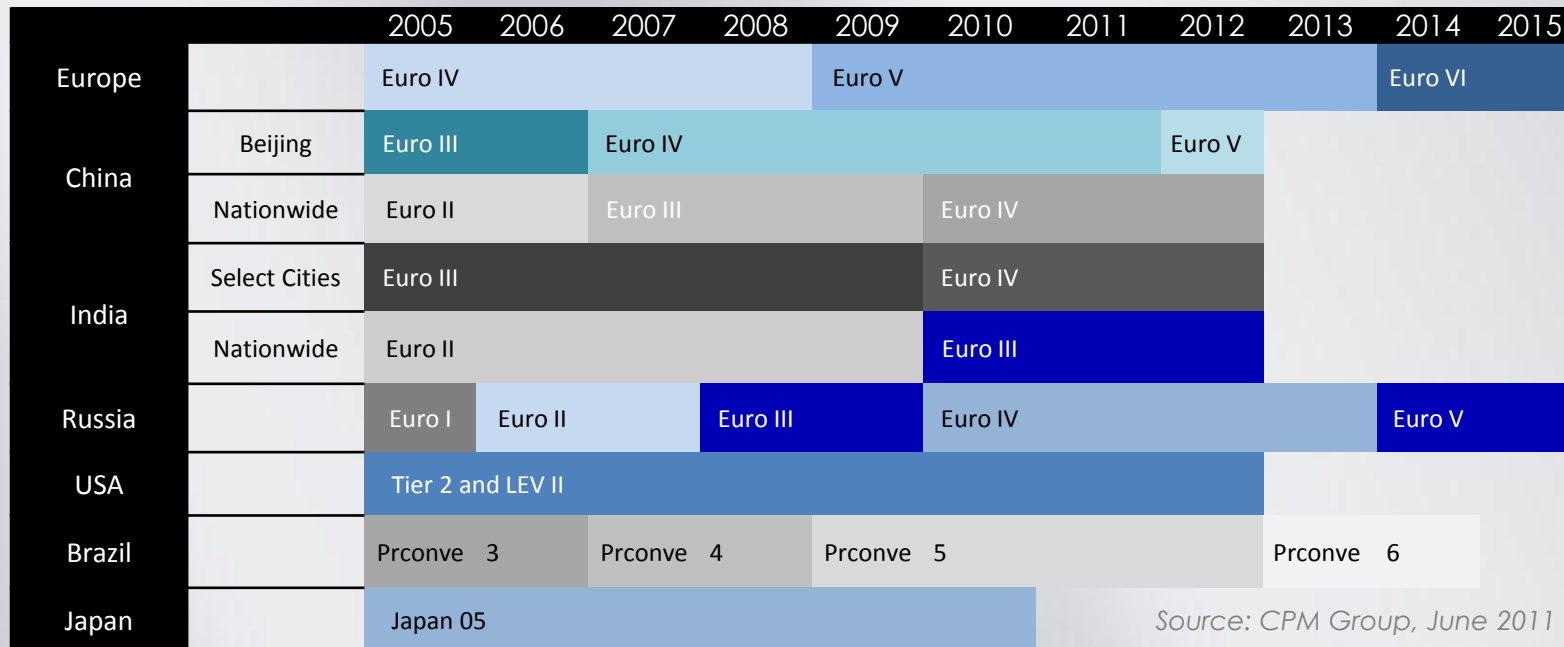 2005 2006 2007 2008 2009 2010 2011 2012 2013 2014 2015
Europe Euro IV Euro V Euro VI
China
Beijing Euro III Euro IV Euro V
Nationwide Euro II Euro III Euro IV
India
Select Cities Euro III Euro IV
Nationwide Euro II Euro III
Russia Euro I Euro II Euro III Euro IV Euro V
USA Tier 2 and LEV II
Brazil Prconve 3 Prconve 4 Prconve 5 Prconve 6
Japan Japan 05
Source: CPM Group, June 2011